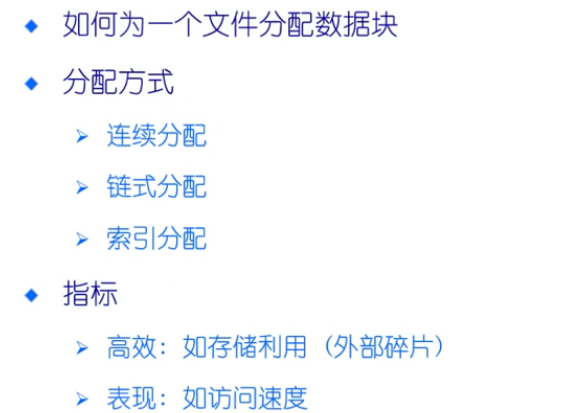 如何为一个文件分配数据块
分配方式
连续分配
链式分配
索引分配
指标
高效：如存储利用（外部碎片）
表现：如访问速度